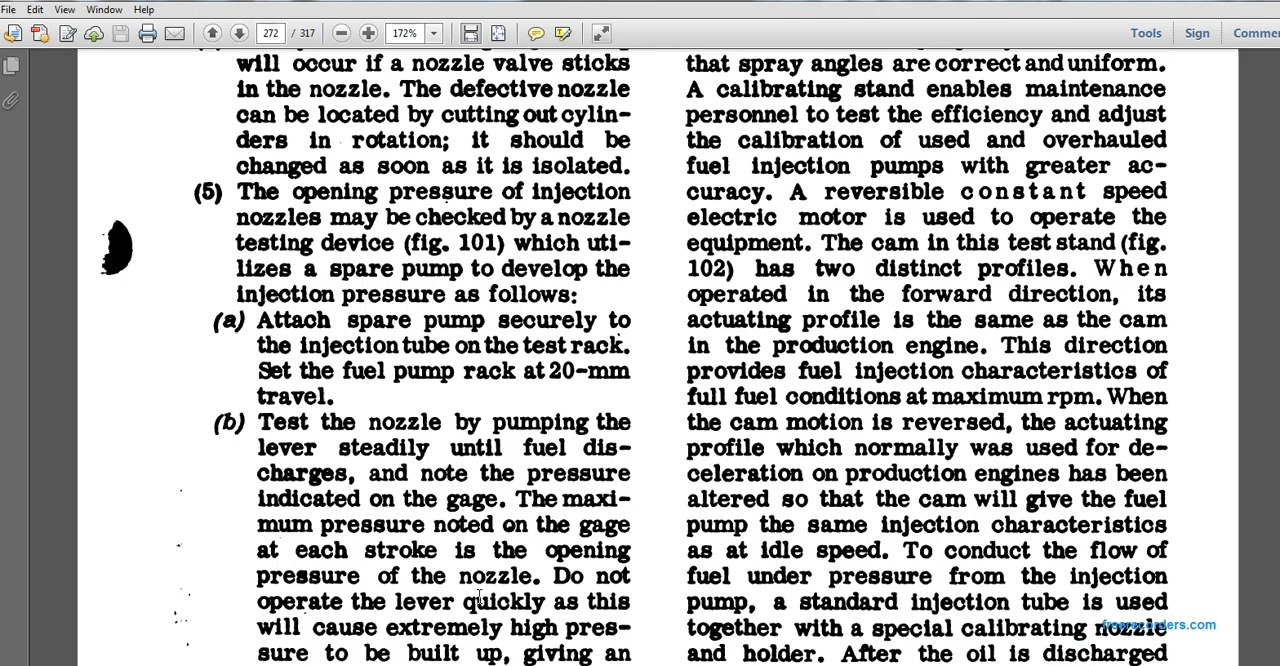 File Edit View Window Help
272 / 317 172% Tools Sign Comme
will occur if a nozzle valve sticks
in the nozzle. The defective nozzle
can be located by cutting out cylin-
ders in rotation; it should be
changed as soon as it is isolated.
(5) The opening pressure of injection
nozzles may be checked by a nozzle
testing device (fig. 101) which uti-
lizes a spare pump to develop the
injection pressure as follows:
(a) Attach spare pump securely to
the injection tube on the test rack.
Set the fuel pump rack at 20-mm
travel.
(b) Test the nozzle by pumping the
lever steadily until fuel dis-
charges, and note the pressure
indicated on the gage. The maxi-
mum pressure noted on the gage
at each stroke is the opening
pressure of the nozzle. Do not
operate the lever quickly as this
will cause extremely high pres-
sure to be built up, giving an
that spray angles are correct and uniform.
A calibrating stand enables maintenance
personnel to test the efficiency and adjust
the calibration of used and overhauled
fuel injection pumps with greater ac-
curacy. A reversible constant speed
electric motor is used to operate the
equipment. The cam in this test stand (fig.
102) has two distinct profiles. When
operated in the forward direction, its
actuating profile is the same as the cam
in the production engine. This direction
provides fuel injection characteristics of
full fuel conditions at maximum rpm. When
the cam motion is reversed, the actuating
profile which normally was used for de-
celeration on production engines has been
altered so that the cam will give the fuel
pump the same injection characteristics
as at idle speed. To conduct the flow of
fuel under pressure from the injection
pump, a standard injection tube is used
together with a special calibrating nozzle
and holder. After the oil is discharged
freerscorders.com